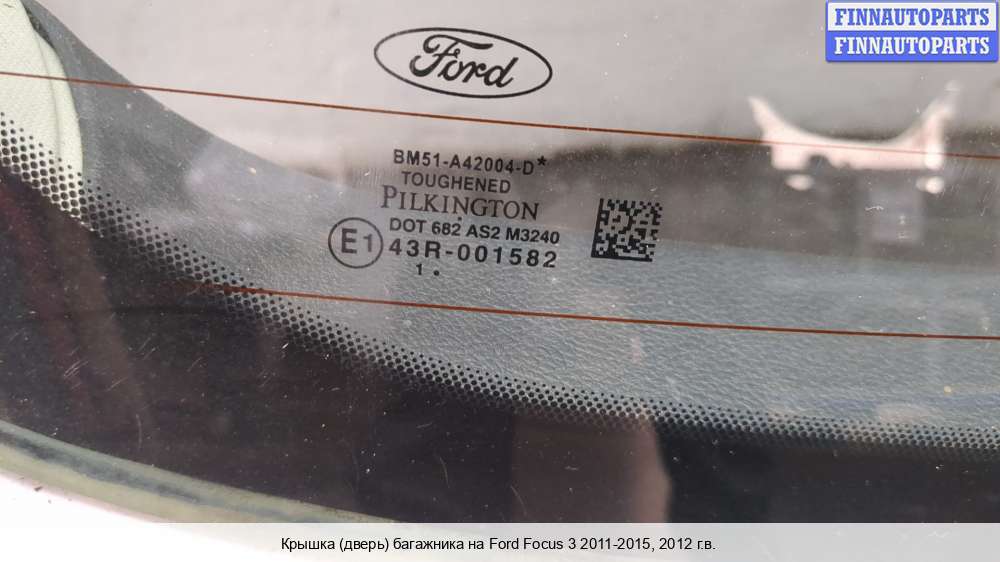 FINNAUTOPARTS
FINNAUTOPARTS
Ford
BM51-A42004-D*
TOUGHENED
PILKINGTON
DOT 682 AS2 M3240
E1 43R-001582
1 •
Крышка (дверь) багажника на Ford Focus 3 2011-2015, 2012 г.в.